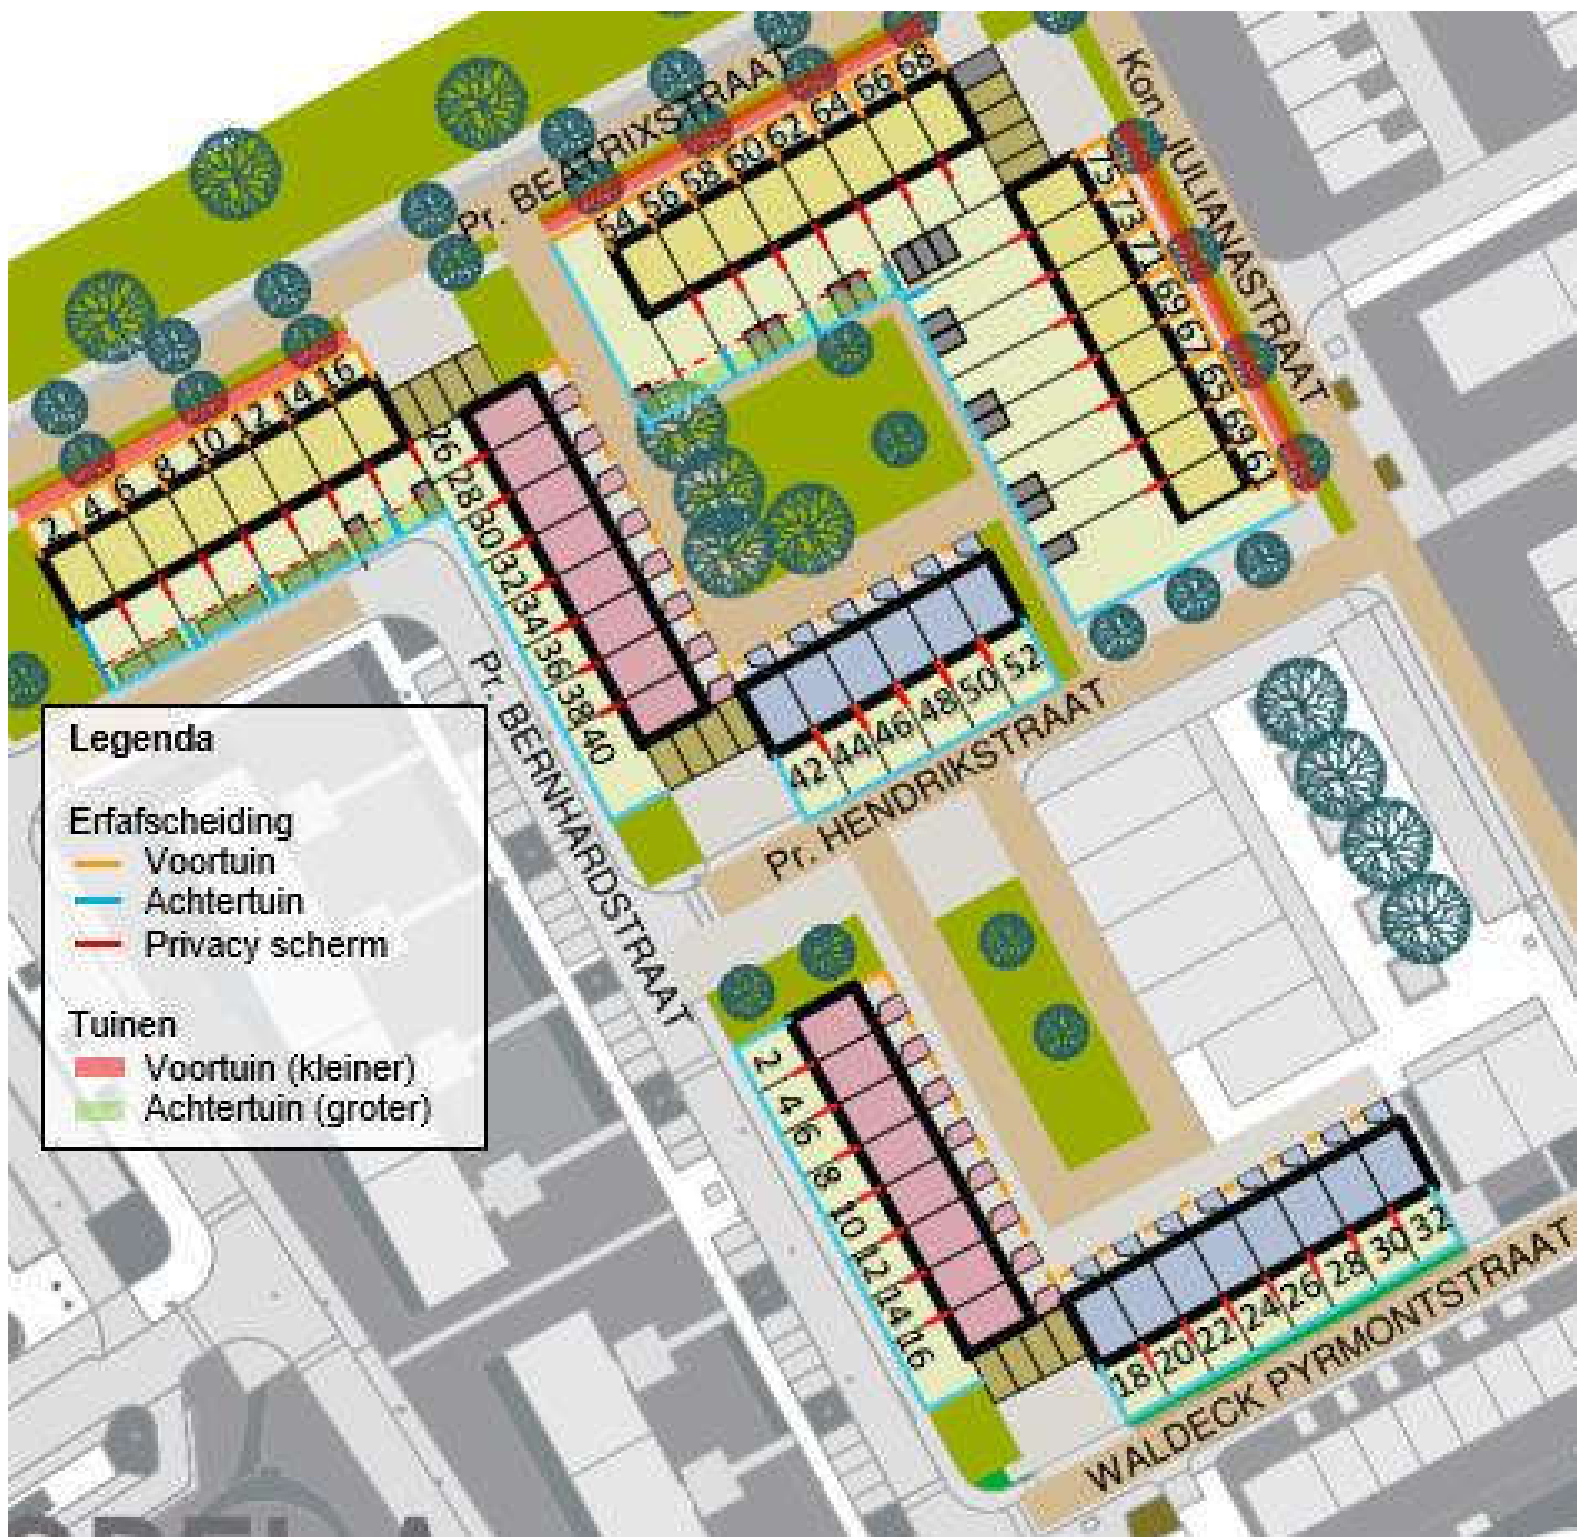 Pr. BEATRIXSTRAAT
54 56 58 60 62 64 66 68
Kon. JULIANASTRAAT
75
73
71
69
67
65
69
61
2 4 6 8 10 12 14 16
26
28
30
32
34
36
38
40
42 44 46 48 50 52
Pr. HENDRIKSTRAAT
Pr. BERNHARDSTRAAT
Legenda
Erfafscheiding
Voortuin
Achtertuin
Privacy scherm
Tuinen
Voortuin (kleiner)
Achtertuin (groter)
2
4
6
8
10
12
14
16
18 20 22 24 26 28 30 32
WALDECK PYRMONTSTRAAT